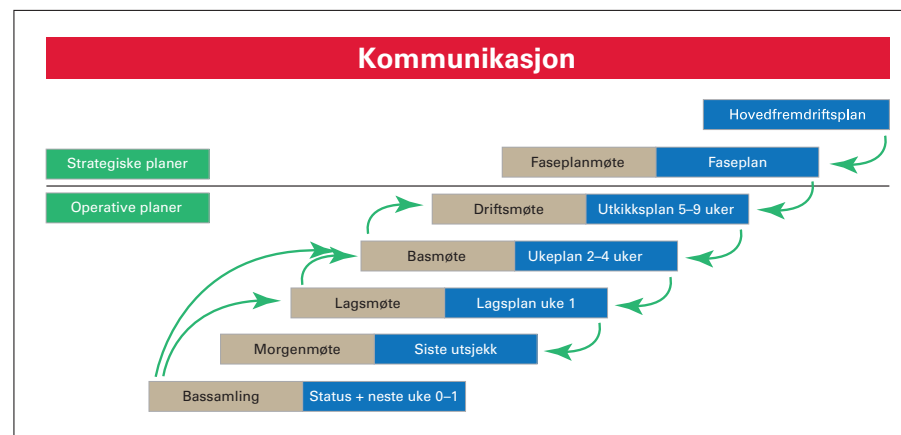 Kommunikasjon
Hovedfremdriftsplan
Strategiske planer
Faseplanmøte
Faseplan
Operative planer
Driftsmøte
Utkikksplan 5–9 uker
Basmøte
Ukeplan 2–4 uker
Lagsmøte
Lagsplan uke 1
Morgenmøte
Siste utsjekk
Bassamling
Status + neste uke 0–1